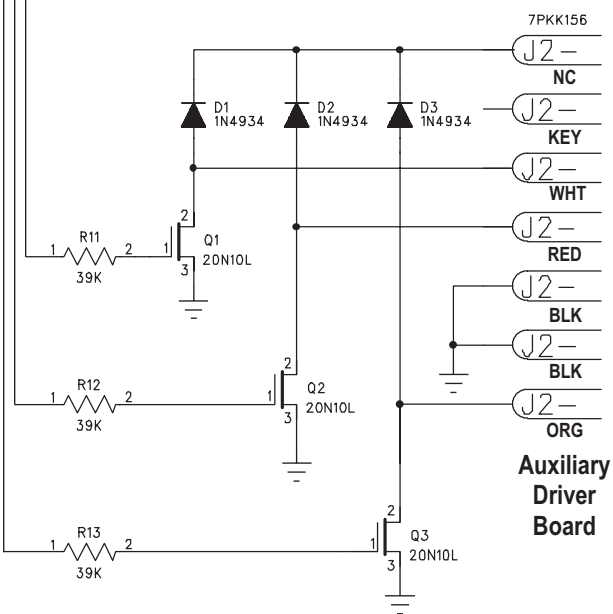 7PKK156
J2-
NC
D1
1N4934
D2
1N4934
D3
1N4934
J2-
KEY
J2-
WHT
2
R11
1
2
1
Q1
39K
3
20N10L
J2-
RED
J2-
BLK
2
R12
1
2
1
Q2
39K
3
20N10L
J2-
BLK
J2-
ORG
Auxiliary
Driver
Board
2
R13
1
2
1
Q3
39K
3
20N10L